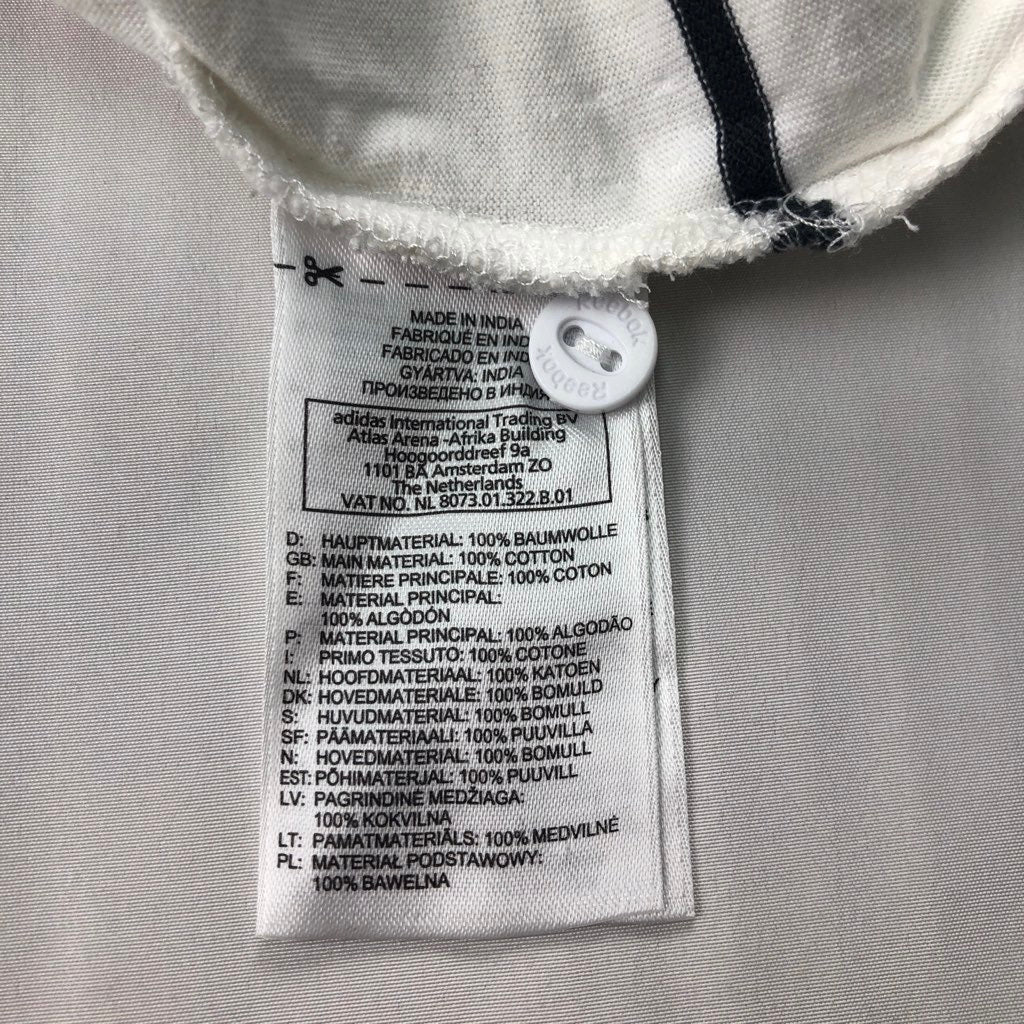 MADE IN INDIA
FABRIQUÉ EN IND
FABRICADO EN IND
GYÁRTVA: INDIA
ПРОИЗВЕДЕНО В ИНДИЯ
Reebok
Reebok
adidas International Trading BV
Atlas Arena -Afrika Building
Hoogoorddreef 9a
1101 BA Amsterdam ZO
The Netherlands
VAT NO. NL 8073.01.322.B.01
D: HAUPTMATERIAL: 100% BAUMWOLLE
GB: MAIN MATERIAL: 100% COTTON
F: MATIERE PRINCIPALE: 100% COTON
E: MATERIAL PRINCIPAL:
100% ALGÒDÓN
P: MATERIAL PRINCIPAL: 100% ALGODÃO
I: PRIMO TESSUTO: 100% COTONE
NL: HOOFDMATERIAAL: 100% KATOEN
DK: HOVEDMATERIALE: 100% BOMULD
S: HUVUDMATERIAL: 100% BOMULL
SF: PÄÄMATERIAALI: 100% PUUVILLA
N: HOVEDMATERIAL: 100% BOMULL
EST: PÕHIMATERJAL: 100% PUUVILL
LV: PAGRINDINE MEDŽIAGA:
100% KOKVILNA
LT: PAMATMATERIĀLS: 100% MEDVILNĖ
PL: MATERIAŁ PODSTAWOWY:
100% BAWEŁNA